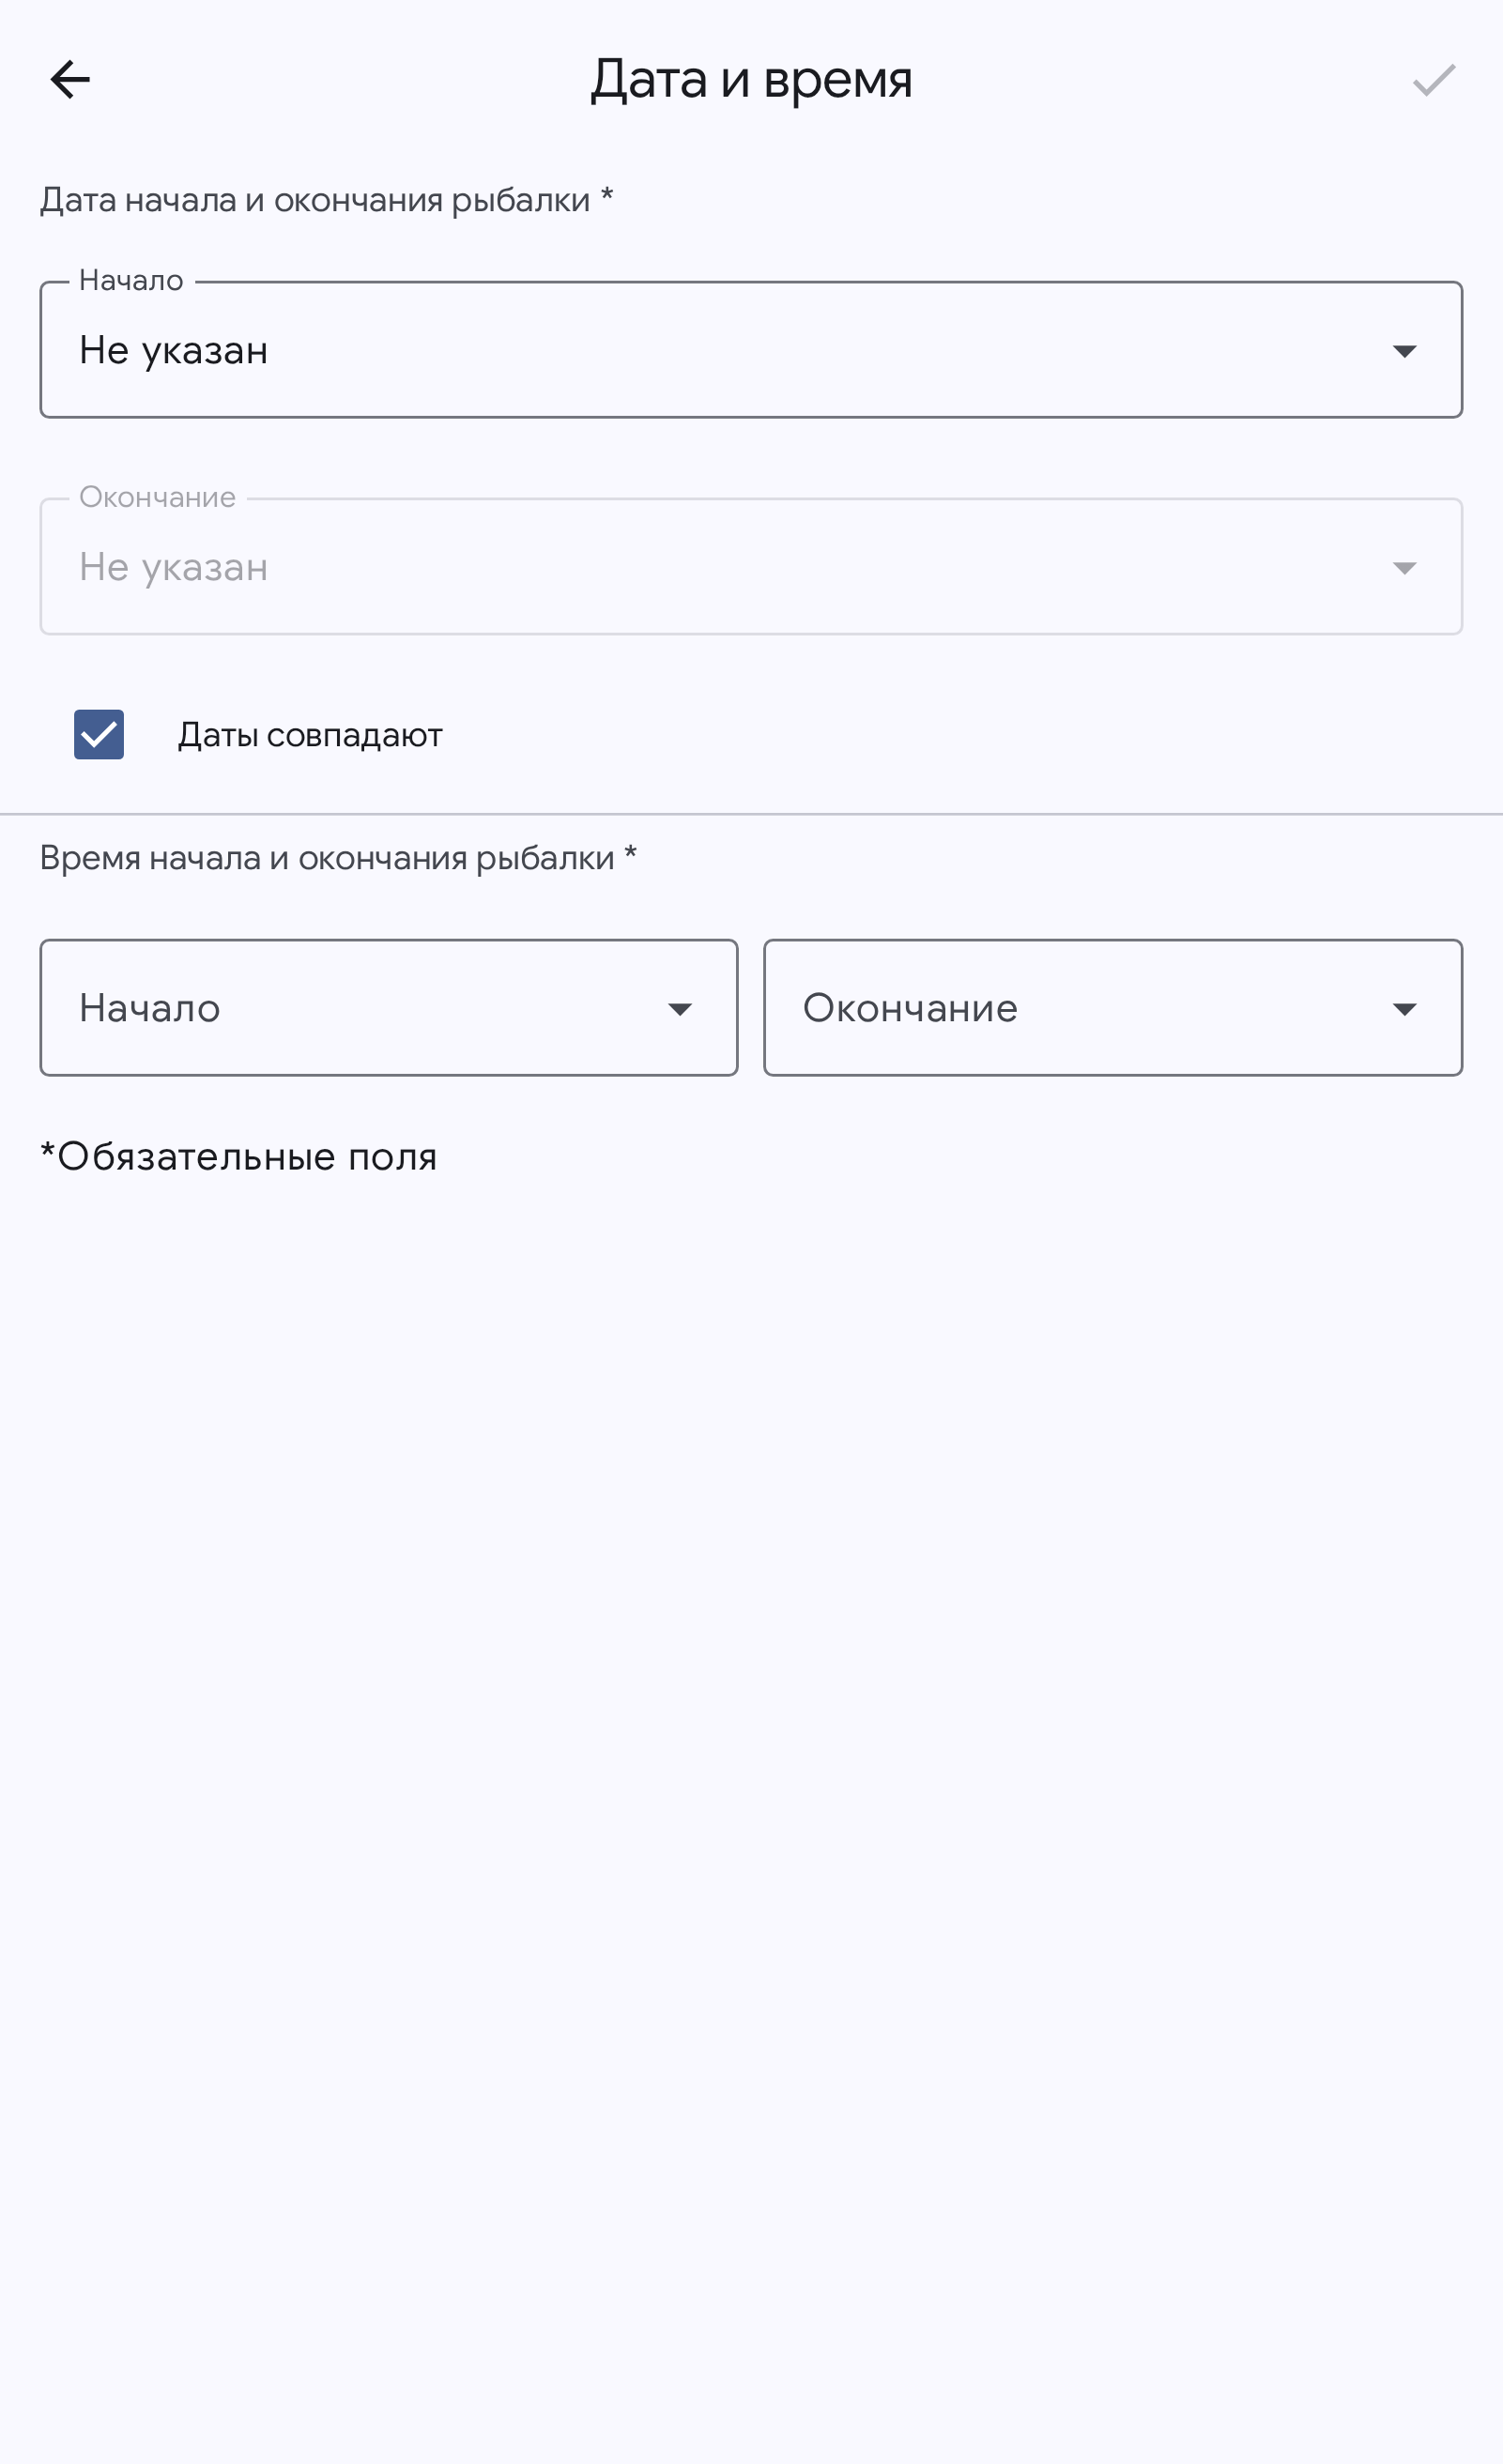 Дата и время
Дата начала и окончания рыбалки *
Начало
Не указан
Окончание
Не указан
Даты совпадают
Время начала и окончания рыбалки *
Начало
Окончание
*Обязательные поля